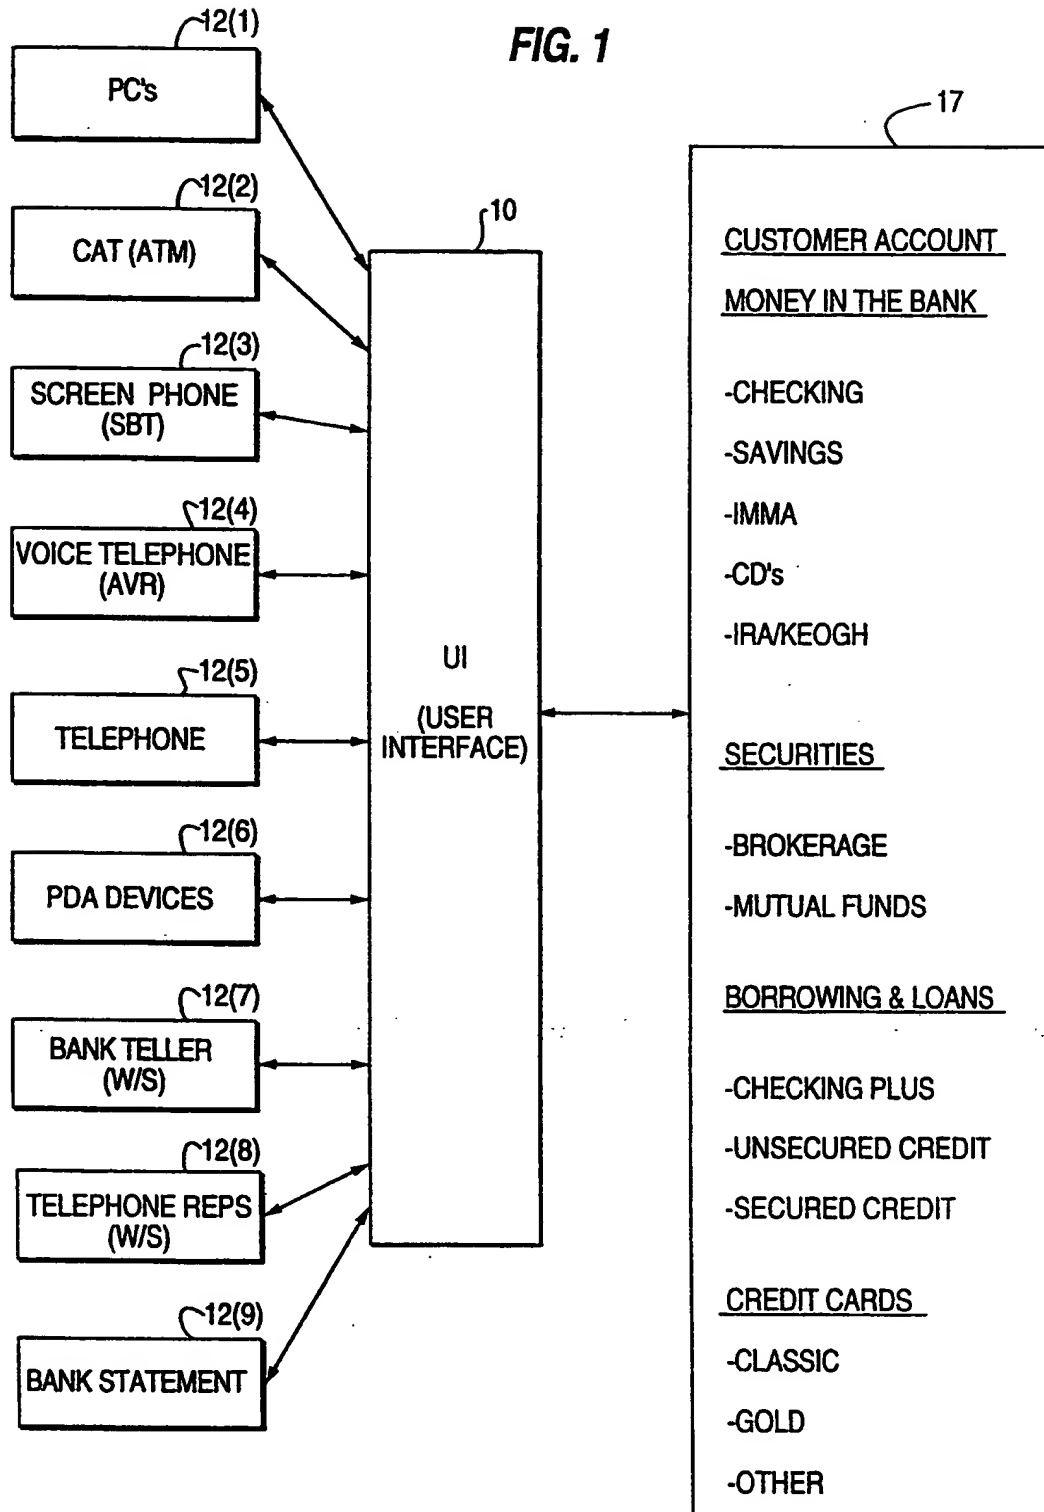 FIG. 1
12(1)
PC's
12(2)
CAT (ATM)
12(3)
SCREEN PHONE
(SBT)
12(4)
VOICE TELEPHONE
(AVR)
12(5)
TELEPHONE
12(6)
PDA DEVICES
12(7)
BANK TELLER
(W/S)
12(8)
TELEPHONE REPS
(W/S)
12(9)
BANK STATEMENT
10
UI
(USER
INTERFACE)
17
CUSTOMER ACCOUNT
MONEY IN THE BANK
-CHECKING
-SAVINGS
-IMMA
-CD's
-IRA/KEOGH
SECURITIES
-BROKERAGE
-MUTUAL FUNDS
BORROWING & LOANS
-CHECKING PLUS
-UNSECURED CREDIT
-SECURED CREDIT
CREDIT CARDS
-CLASSIC
-GOLD
-OTHER